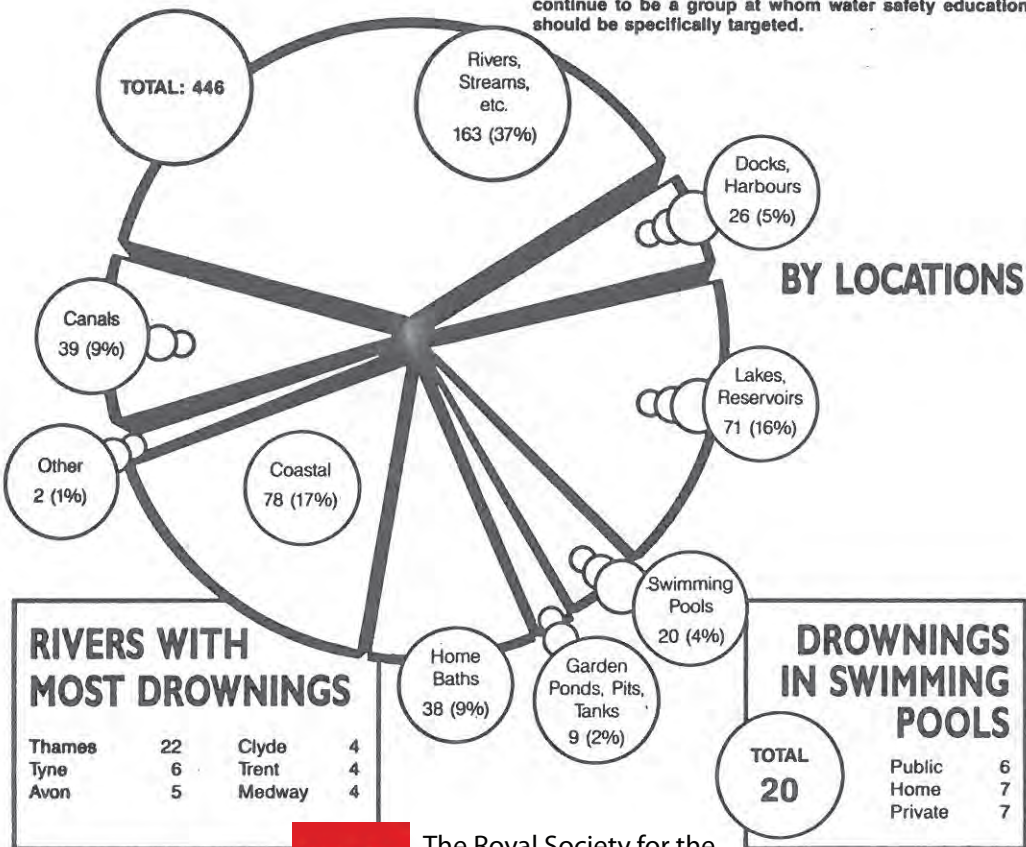 continue to be a group at whom water safety education
should be specifically targeted.
TOTAL: 446
Rivers,
Streams,
etc.
163 (37%)
Docks,
Harbours
26 (5%)
BY LOCATIONS
Canals
39 (9%)
Lakes,
Reservoirs
71 (16%)
Other
2 (1%)
Coastal
78 (17%)
Swimming
Pools
20 (4%)
Home
Baths
38 (9%)
Garden
Ponds, Pits,
Tanks
9 (2%)
RIVERS WITH
MOST DROWNINGS
Thames 22 Clyde 4
Tyne 6 Trent 4
Avon 5 Medway 4
DROWNINGS
IN SWIMMING
POOLS
TOTAL
20
Public 6
Home 7
Private 7
The Royal Society for the